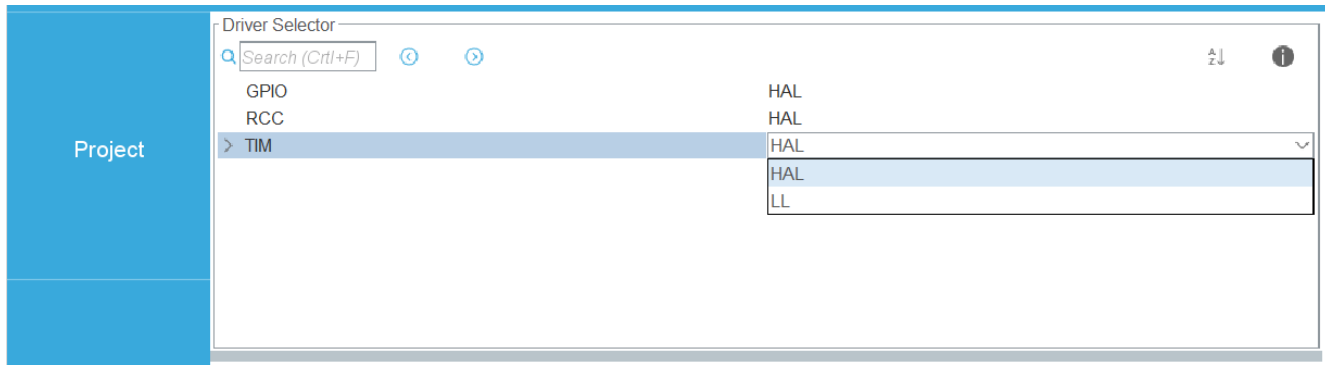 Driver Selector
Search (Crtl+F)
GPIO HAL
RCC HAL
Project
TIM HAL
HAL
LL